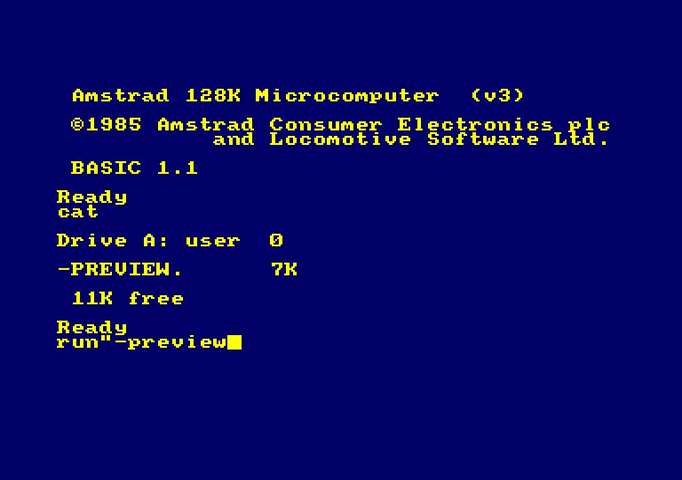 Amstrad 128K Microcomputer (v3)
©1985 Amstrad Consumer Electronics plc
and Locomotive Software Ltd.
BASIC 1.1
Ready
cat
Drive A: user 0
-PREVIEW. 7K
11K free
Ready
run"-preview